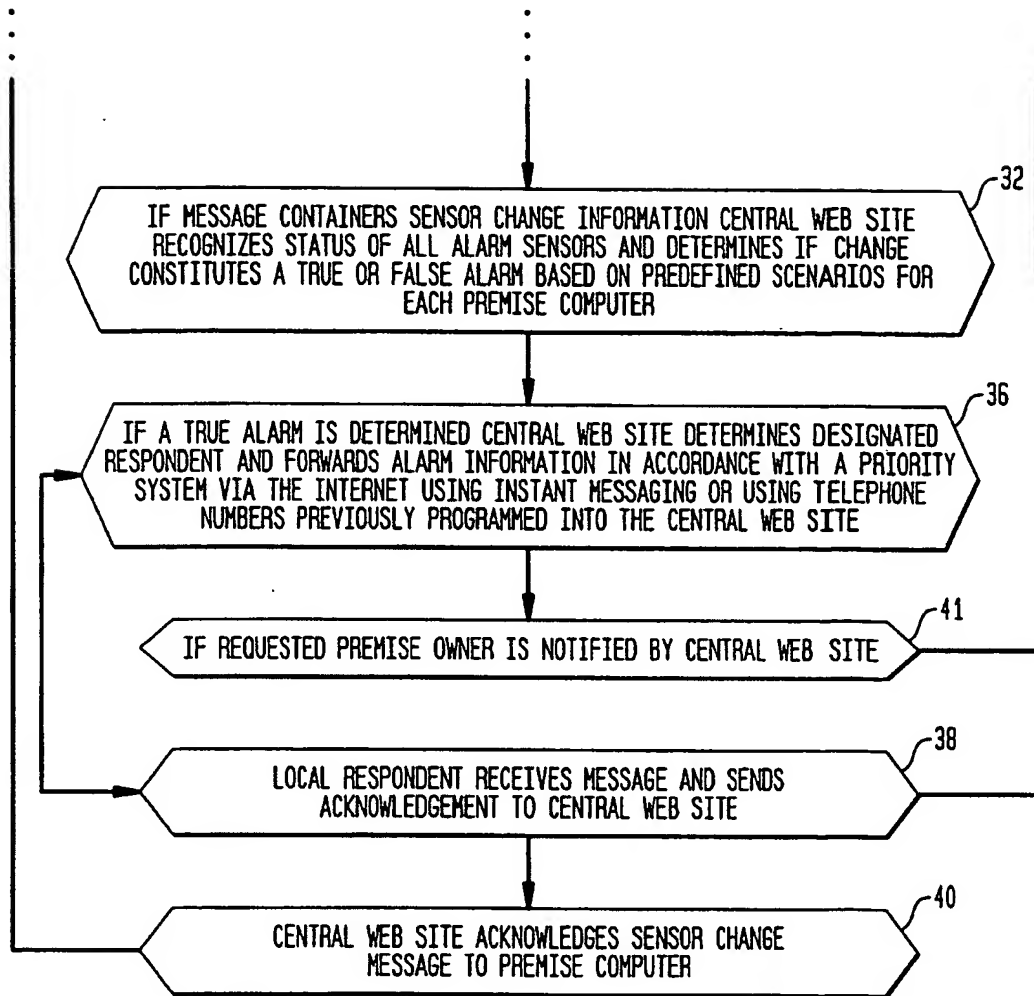 32
IF MESSAGE CONTAINERS SENSOR CHANGE INFORMATION CENTRAL WEB SITE
RECOGNIZES STATUS OF ALL ALARM SENSORS AND DETERMINES IF CHANGE
CONSTITUTES A TRUE OR FALSE ALARM BASED ON PREDEFINED SCENARIOS FOR
EACH PREMISE COMPUTER
36
IF A TRUE ALARM IS DETERMINED CENTRAL WEB SITE DETERMINES DESIGNATED
RESPONDENT AND FORWARDS ALARM INFORMATION IN ACCORDANCE WITH A PRIORITY
SYSTEM VIA THE INTERNET USING INSTANT MESSAGING OR USING TELEPHONE
NUMBERS PREVIOUSLY PROGRAMMED INTO THE CENTRAL WEB SITE
41
IF REQUESTED PREMISE OWNER IS NOTIFIED BY CENTRAL WEB SITE
38
LOCAL RESPONDENT RECEIVES MESSAGE AND SENDS
ACKNOWLEDGEMENT TO CENTRAL WEB SITE
40
CENTRAL WEB SITE ACKNOWLEDGES SENSOR CHANGE
MESSAGE TO PREMISE COMPUTER